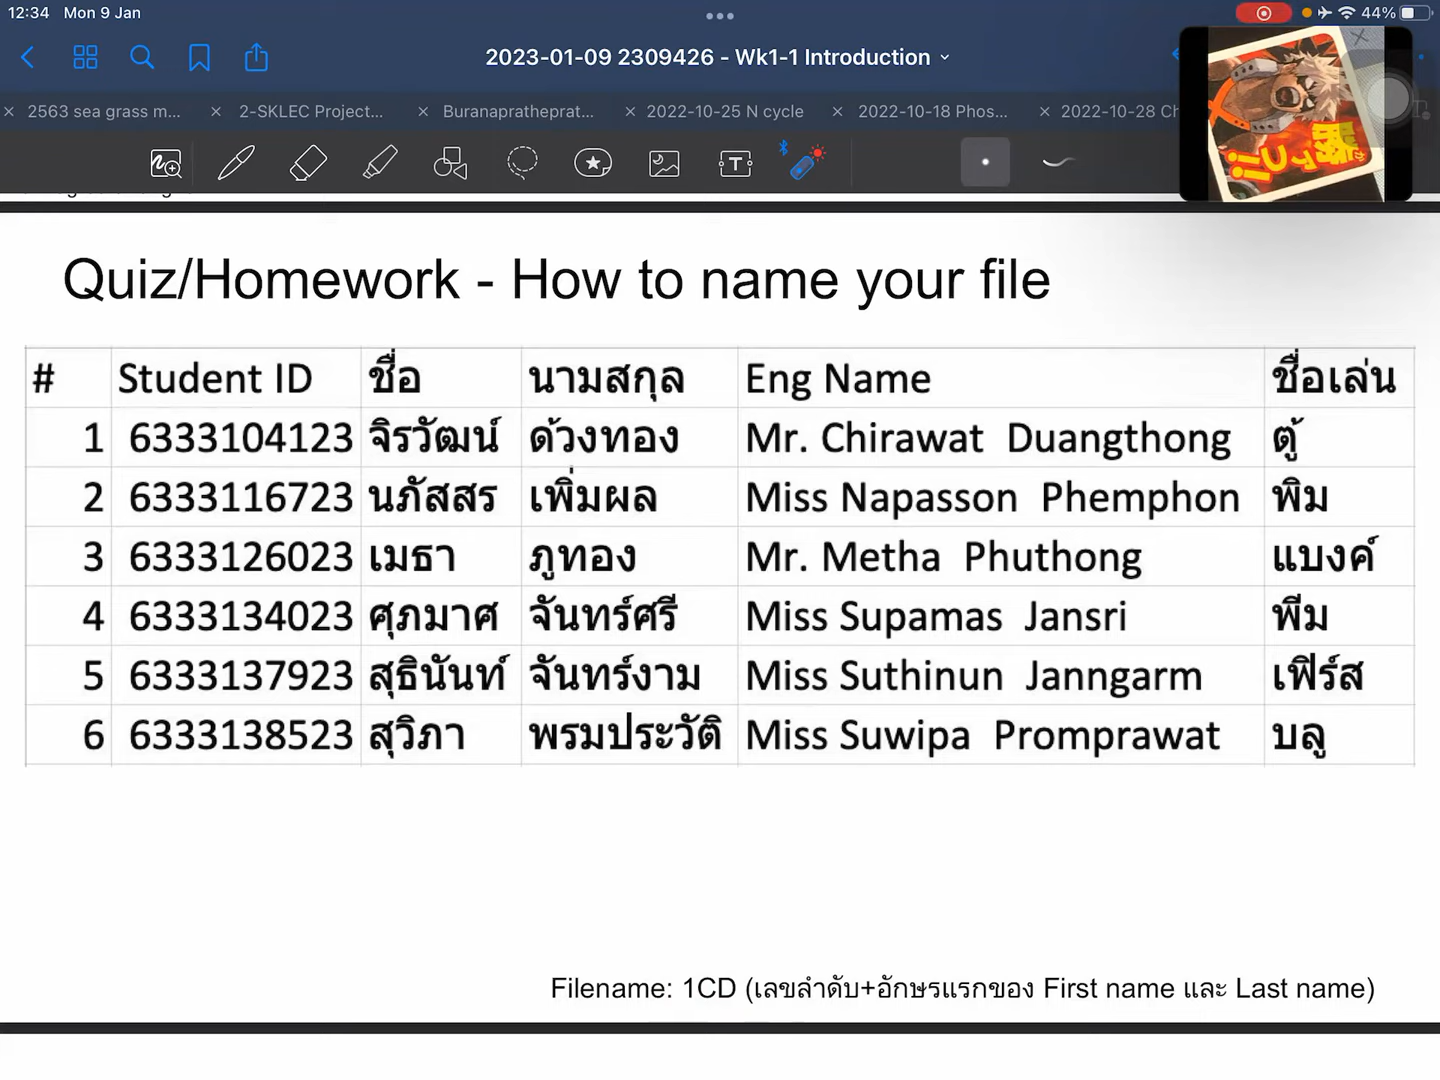 12:34 Mon 9 Jan
44%
2023-01-09 2309426 - Wk1-1 Introduction
2563 sea grass m...
2-SKLEC Project...
Buranapratheprat...
2022-10-25 N cycle
2022-10-18 Phos...
2022-10-28 Ch
Quiz/Homework - How to name your file
# Student ID ชื่อ นามสกุล Eng Name ชื่อเล่น
1 6333104123 จิรวัฒน์ ด้วงทอง Mr. Chirawat Duangthong ตู้
2 6333116723 นภัสสร เพิ่มผล Miss Napasson Phemphon พิม
3 6333126023 เมธา ภูทอง Mr. Metha Phuthong แบงค์
4 6333134023 ศุภมาศ จันทร์ศรี Miss Supamas Jansri พีม
5 6333137923 สุธินันท์ จันทร์งาม Miss Suthinun Janngarm เฟิร์ส
6 6333138523 สุวิภา พรมประวัติ Miss Suwipa Promprawat บลู
Filename: 1CD (เลขลำดับ+อักษรแรกของ First name และ Last name)